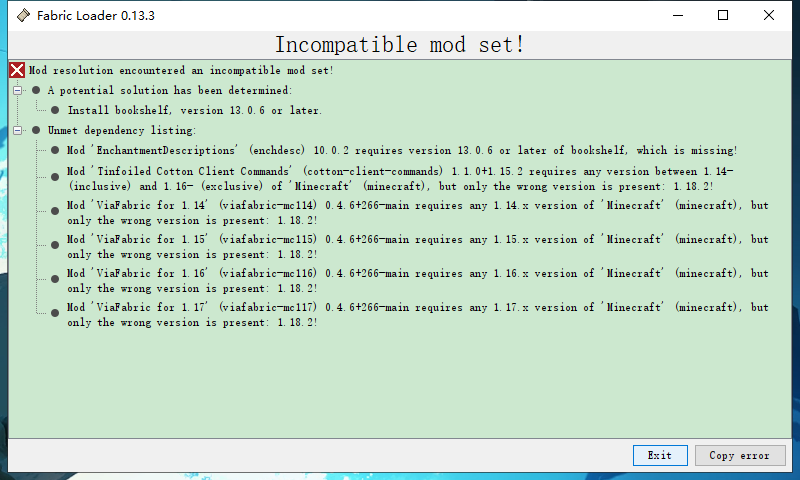 Fabric Loader 0.13.3
Incompatible mod set!
Mod resolution encountered an incompatible mod set!
A potential solution has been determined:
Install bookshelf, version 13.0.6 or later.
Unmet dependency listing:
Mod 'EnchantmentDescriptions' (enchdesc) 10.0.2 requires version 13.0.6 or later of bookshelf, which is missing!
Mod 'Tinfoiled Cotton Client Commands' (cotton-client-commands) 1.1.0+1.15.2 requires any version between 1.14-
(inclusive) and 1.16- (exclusive) of 'Minecraft' (minecraft), but only the wrong version is present: 1.18.2!
Mod 'ViaFabric for 1.14' (viafabric-mc114) 0.4.6+266-main requires any 1.14.x version of 'Minecraft' (minecraft), but
only the wrong version is present: 1.18.2!
Mod 'ViaFabric for 1.15' (viafabric-mc115) 0.4.6+266-main requires any 1.15.x version of 'Minecraft' (minecraft), but
only the wrong version is present: 1.18.2!
Mod 'ViaFabric for 1.16' (viafabric-mc116) 0.4.6+266-main requires any 1.16.x version of 'Minecraft' (minecraft), but
only the wrong version is present: 1.18.2!
Mod 'ViaFabric for 1.17' (viafabric-mc117) 0.4.6+266-main requires any 1.17.x version of 'Minecraft' (minecraft), but
only the wrong version is present: 1.18.2!
Exit
Copy error